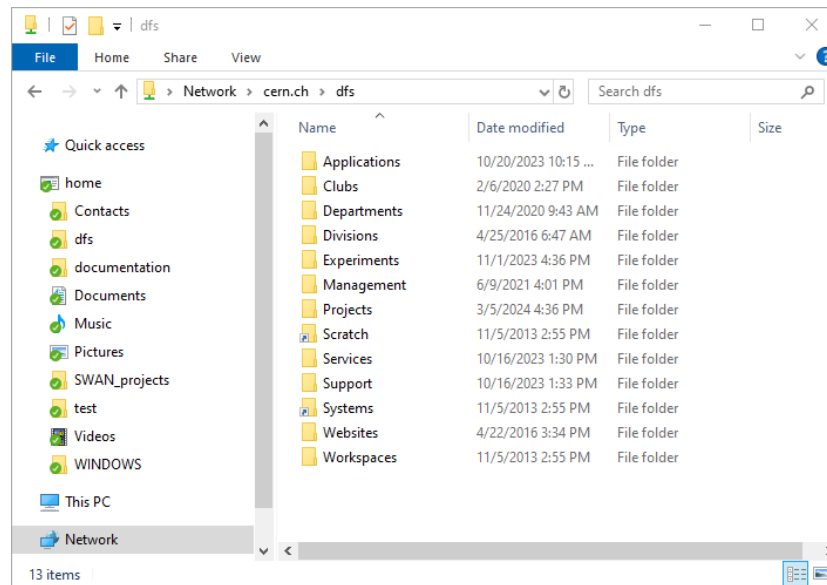 dfs
File Home Share View
Network cern.ch dfs Search dfs
Name Date modified Type Size
Quick access
home
Contacts
dfs
documentation
Documents
Music
Pictures
SWAN_projects
test
Videos
WINDOWS
This PC
Network
Applications 10/20/2023 10:15 ... File folder
Clubs 2/6/2020 2:27 PM File folder
Departments 11/24/2020 9:43 AM File folder
Divisions 4/25/2016 6:47 AM File folder
Experiments 11/1/2023 4:36 PM File folder
Management 6/9/2021 4:01 PM File folder
Projects 3/5/2024 4:36 PM File folder
Scratch 11/5/2013 2:55 PM File folder
Services 10/16/2023 1:30 PM File folder
Support 10/16/2023 1:33 PM File folder
Systems 11/5/2013 2:55 PM File folder
Websites 4/22/2016 3:34 PM File folder
Workspaces 11/5/2013 2:55 PM File folder
13 items